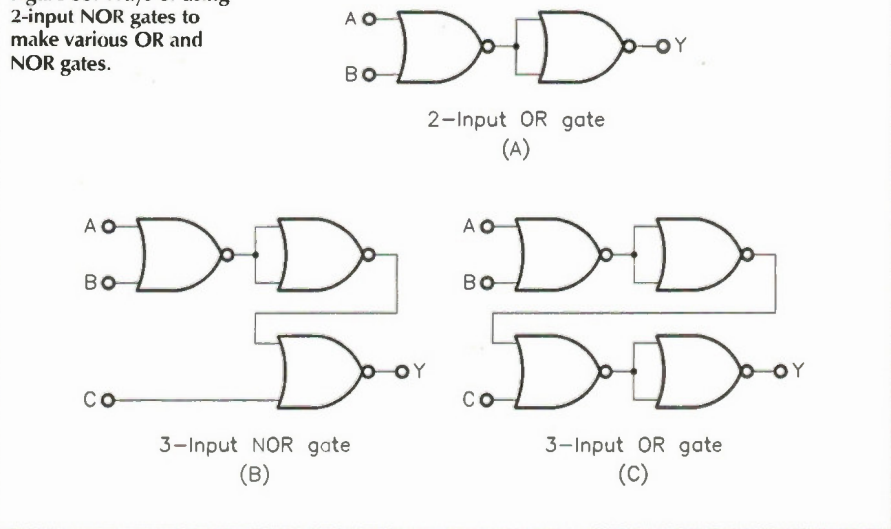 2-input NOR gates to
make various OR and
NOR gates.
A
B
Y
2-Input OR gate
(A)
A
B
C
Y
3-Input NOR gate
(B)
A
B
C
Y
3-Input OR gate
(C)